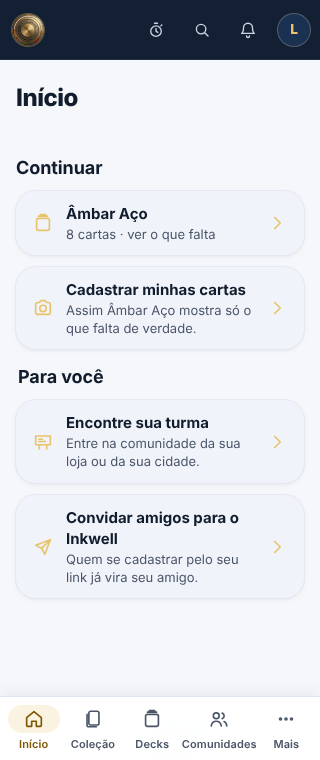 L
Início
Continuar
Âmbar Aço
8 cartas · ver o que falta
Cadastrar minhas cartas
Assim Âmbar Aço mostra só o
que falta de verdade.
Para você
Encontre sua turma
Entre na comunidade da sua
loja ou da sua cidade.
Convidar amigos para o
Inkwell
Quem se cadastrar pelo seu
link já vira seu amigo.
Início
Coleção
Decks
Comunidades
Mais